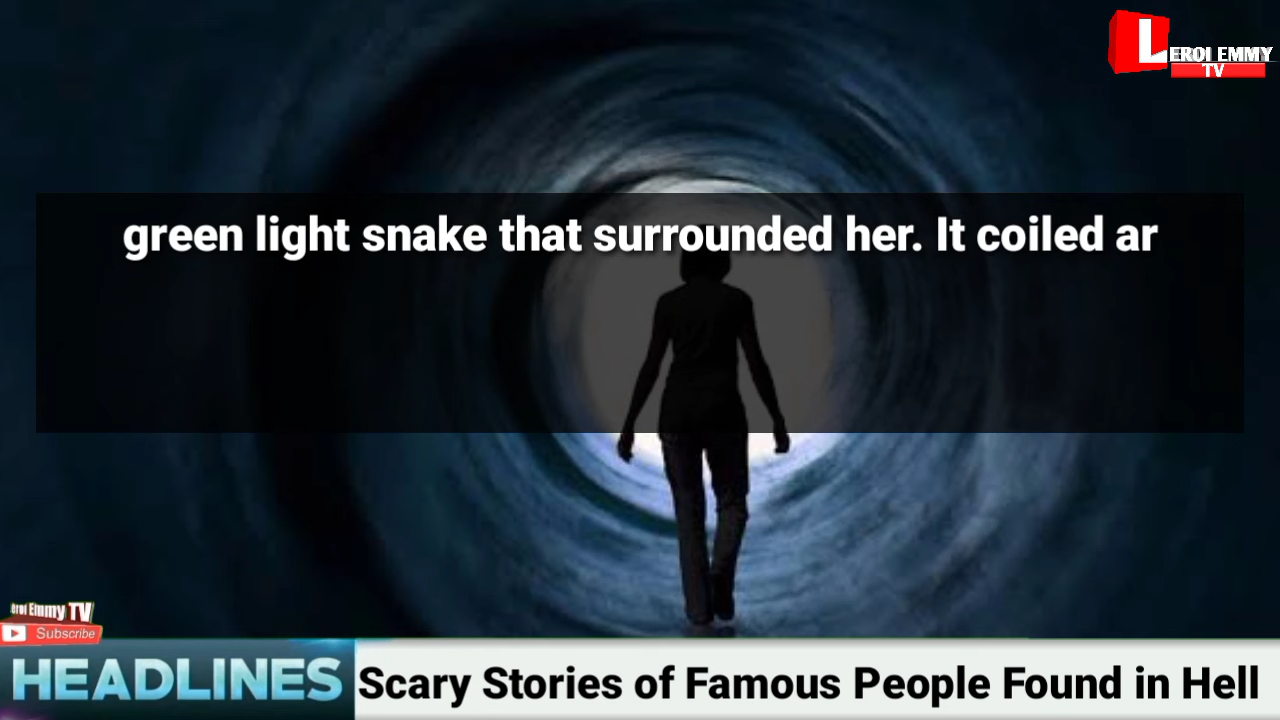 LEROI EMMY
TV
green light snake that surrounded her. It coiled ar
eroi Emmy TV
Subscribe
HEADLINES
Scary Stories of Famous People Found in Hell